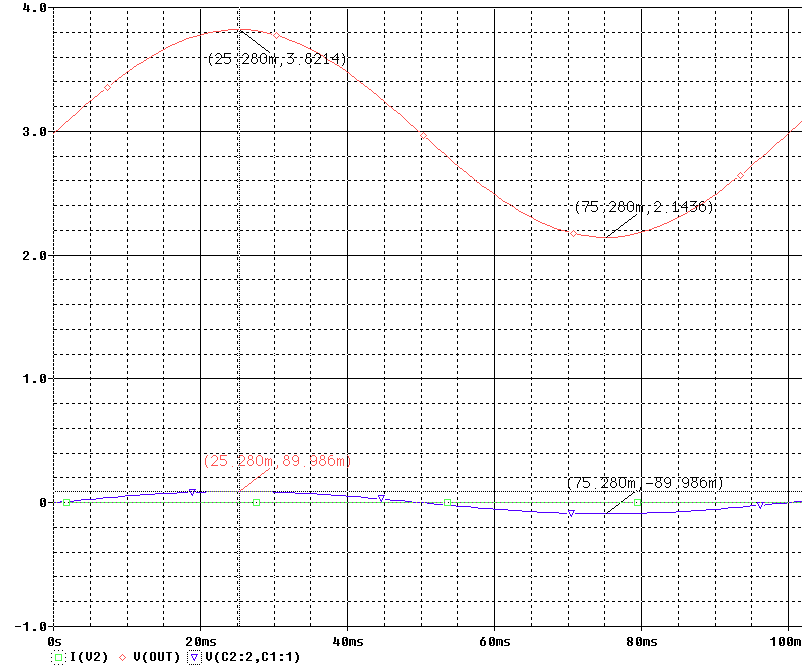 4.0
(25.280m,3.8214)
3.0
(75.280m,2.1436)
2.0
1.0
(25.280m,89.986m)
(75.280m,-89.986m)
0
-1.0
0s 20ms 40ms 60ms 80ms 100m
I(V2) V(OUT) V(C2:2,C1:1)